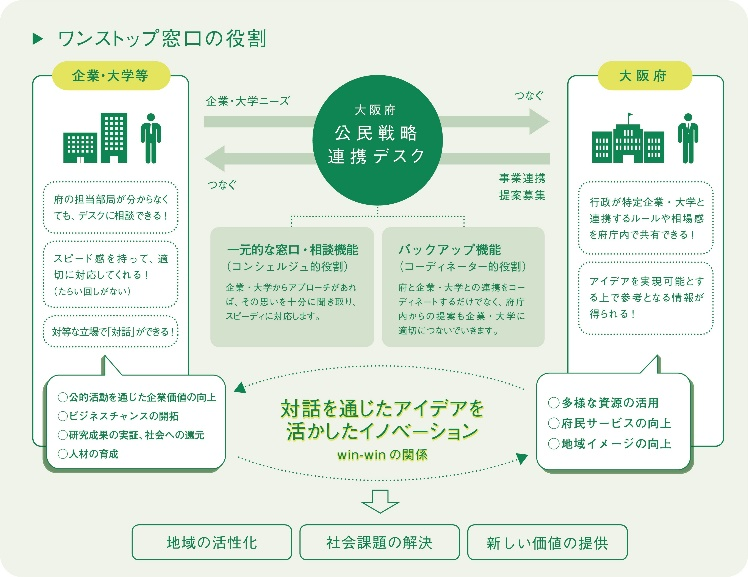 ▶ ワンストップ窓口の役割
企業・大学等
府の担当部局が分からなく
ても、デスクに相談できる！
スピード感を持って、適
切に対応してくれる！
（たらい回しがない）
対等な立場で「対話」ができる！
○公的活動を通じた企業価値の向上
○ビジネスチャンスの開拓
○研究成果の実証、社会への還元
○人材の育成
企業・大学ニーズ
つなぐ
大阪府
公民戦略
連携デスク
つなぐ
事業連携
提案募集
一元的な窓口・相談機能
（コンシェルジュ的役割）
企業・大学からアプローチがあれ
ば、その思いを十分に聞き取り、
スピーディに対応します。
バックアップ機能
（コーディネーター的役割）
府と企業・大学との連携をコー
ディネートするだけでなく、府庁
内からの提案も企業・大学に
適切につないでいきます。
大阪府
行政が特定企業・大学と
連携するルールや相場感
を府庁内で共有できる！
アイデアを実現可能とす
る上で参考となる情報が
得られる！
○多様な資源の活用
○府民サービスの向上
○地域イメージの向上
対話を通じたアイデアを
活かしたイノベーション
win-win の関係
地域の活性化
社会課題の解決
新しい価値の提供